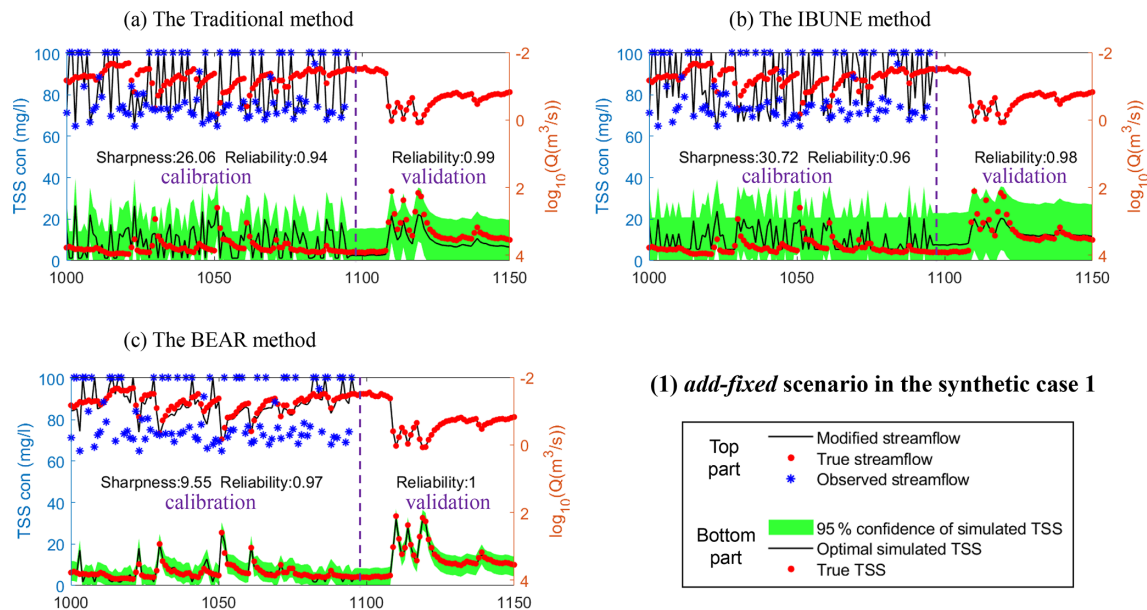 (a) The Traditional method
100
80
60
40
20
0
TSS con (mg/l)
-2
0
2
4
log10(Q(m³/s))
Sharpness:26.06 Reliability:0.94
Reliability:0.99
calibration
validation
1000
1050
1100
1150
(b) The IBUNE method
100
80
60
40
20
0
TSS con (mg/l)
-2
0
2
4
log10(Q(m³/s))
Sharpness:30.72 Reliability:0.96
Reliability:0.98
calibration
validation
1000
1050
1100
1150
(c) The BEAR method
100
80
60
40
20
0
TSS con (mg/l)
-2
0
2
4
log10(Q(m³/s))
Sharpness:9.55 Reliability:0.97
Reliability:1
calibration
validation
1000
1050
1100
1150
(1) add-fixed scenario in the synthetic case 1
Top
part
Modified streamflow
True streamflow
Observed streamflow
Bottom
part
95 % confidence of simulated TSS
Optimal simulated TSS
True TSS